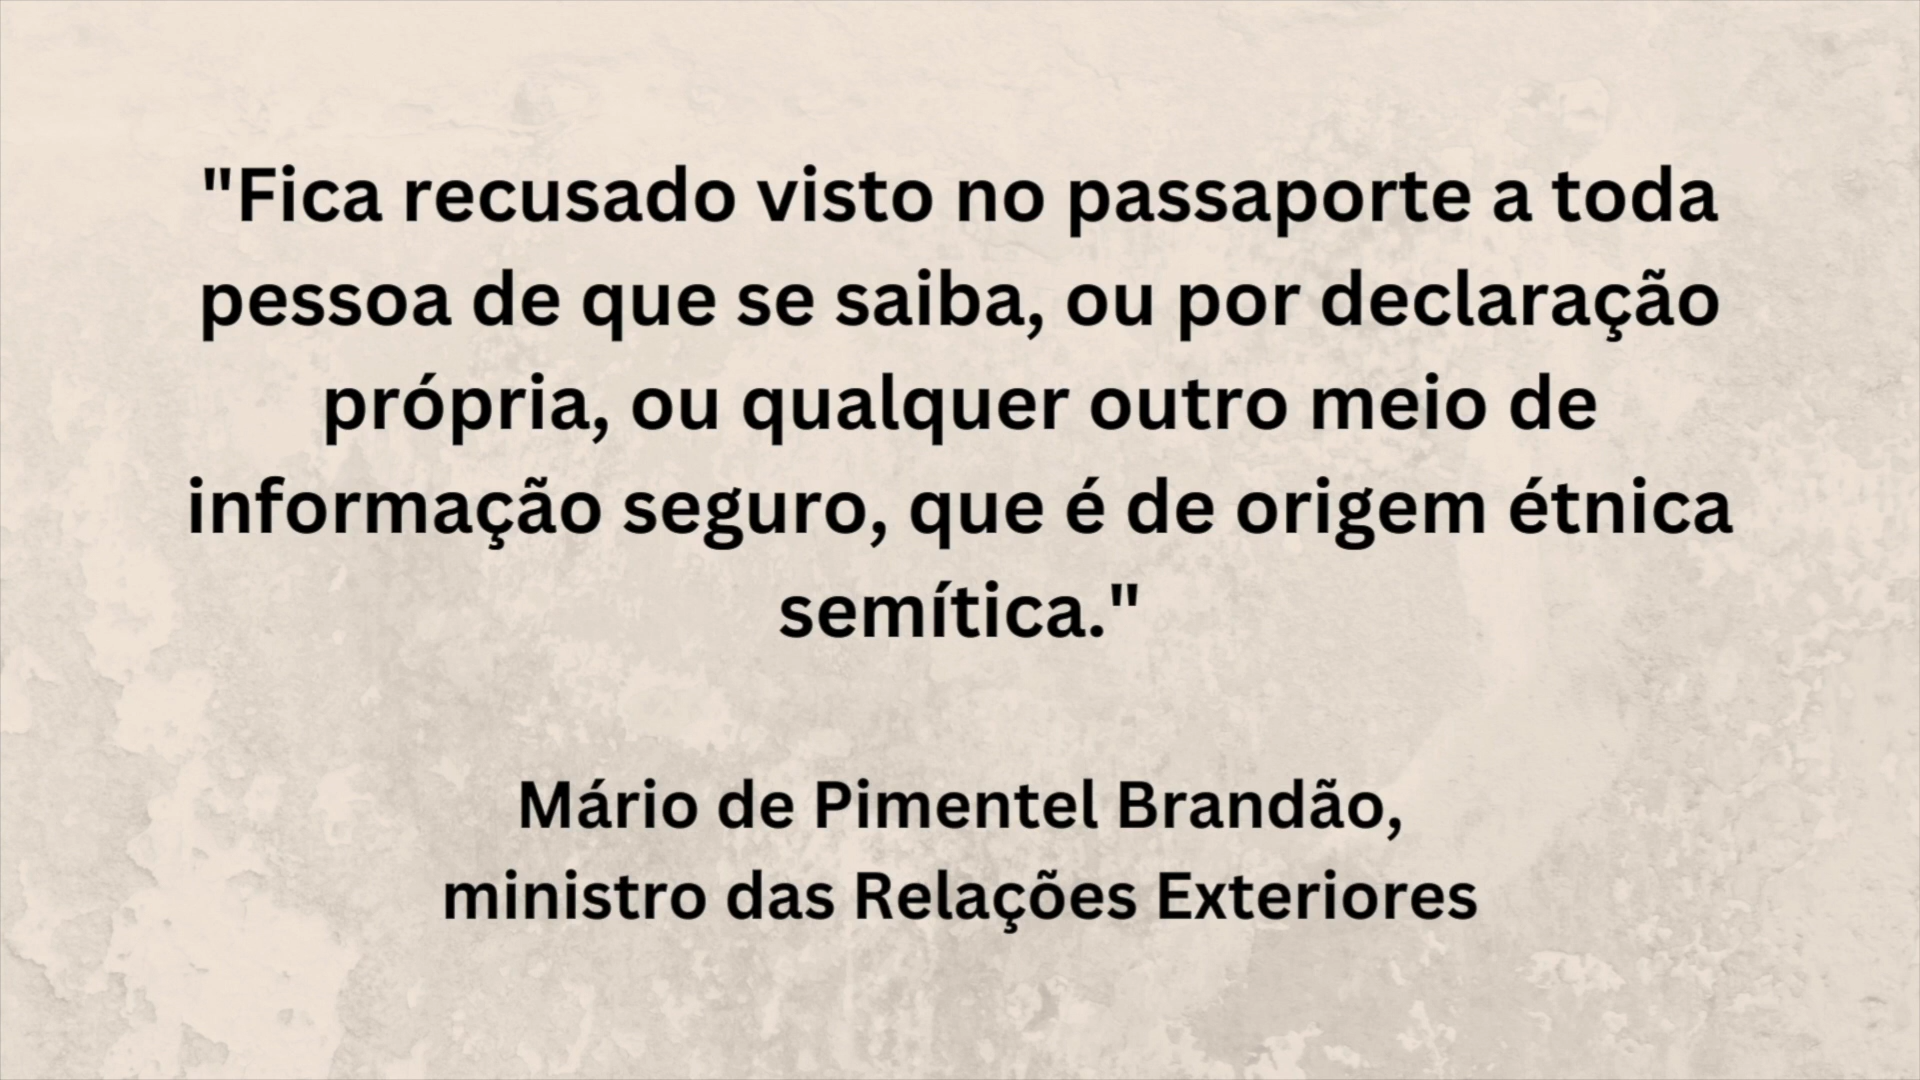 "Fica recusado visto no passaporte a toda
pessoa de que se saiba, ou por declaração
própria, ou qualquer outro meio de
informação seguro, que é de origem étnica
semítica."
Mário de Pimentel Brandão,
ministro das Relações Exteriores